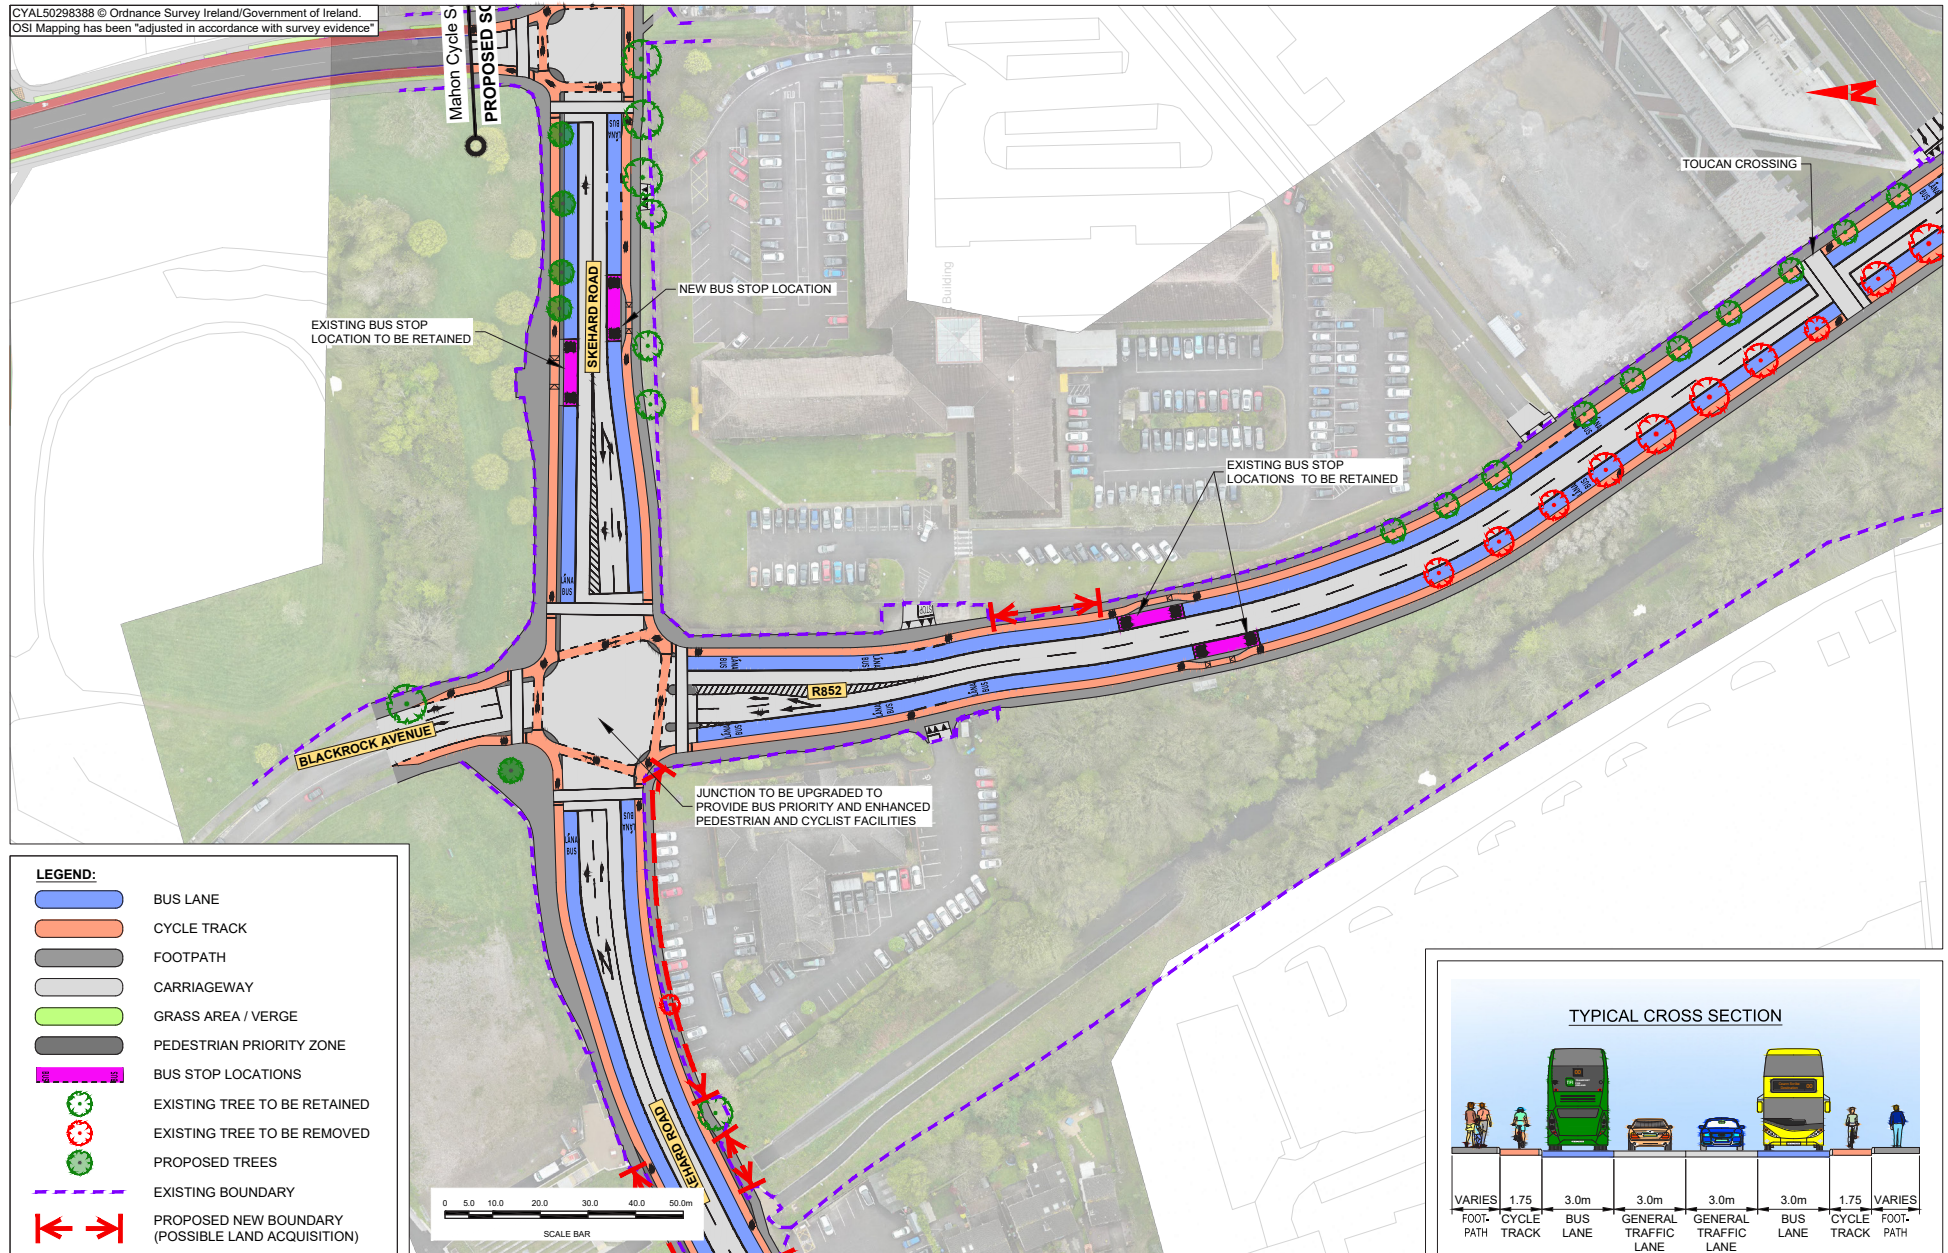 CYAL50298388 © Ordnance Survey Ireland/Government of Ireland.
OSI Mapping has been "adjusted in accordance with survey evidence"
Mahon Cycle
PROPOSED
TOUCAN CROSSING
NEW BUS STOP LOCATION
SKEHARD ROAD
EXISTING BUS STOP
LOCATION TO BE RETAINED
Building
EXISTING BUS STOP
LOCATIONS TO BE RETAINED
LÁNA
BUS
R852
BLACKROCK AVENUE
JUNCTION TO BE UPGRADED TO
PROVIDE BUS PRIORITY AND ENHANCED
PEDESTRIAN AND CYCLIST FACILITIES
LÁNA
BUS
LEGEND:
BUS LANE
CYCLE TRACK
FOOTPATH
CARRIAGEWAY
GRASS AREA / VERGE
PEDESTRIAN PRIORITY ZONE
BUS STOP LOCATIONS
EXISTING TREE TO BE RETAINED
EXISTING TREE TO BE REMOVED
PROPOSED TREES
EXISTING BOUNDARY
PROPOSED NEW BOUNDARY
(POSSIBLE LAND ACQUISITION)
EHARD ROAD
0 5.0 10.0 20.0 30.0 40.0 50.0m
SCALE BAR
TYPICAL CROSS SECTION
VARIES 1.75 3.0m 3.0m 3.0m 3.0m 1.75 VARIES
FOOT-
PATH
CYCLE
TRACK
BUS
LANE
GENERAL
TRAFFIC
LANE
GENERAL
TRAFFIC
LANE
BUS
LANE
CYCLE
TRACK
FOOT-
PATH